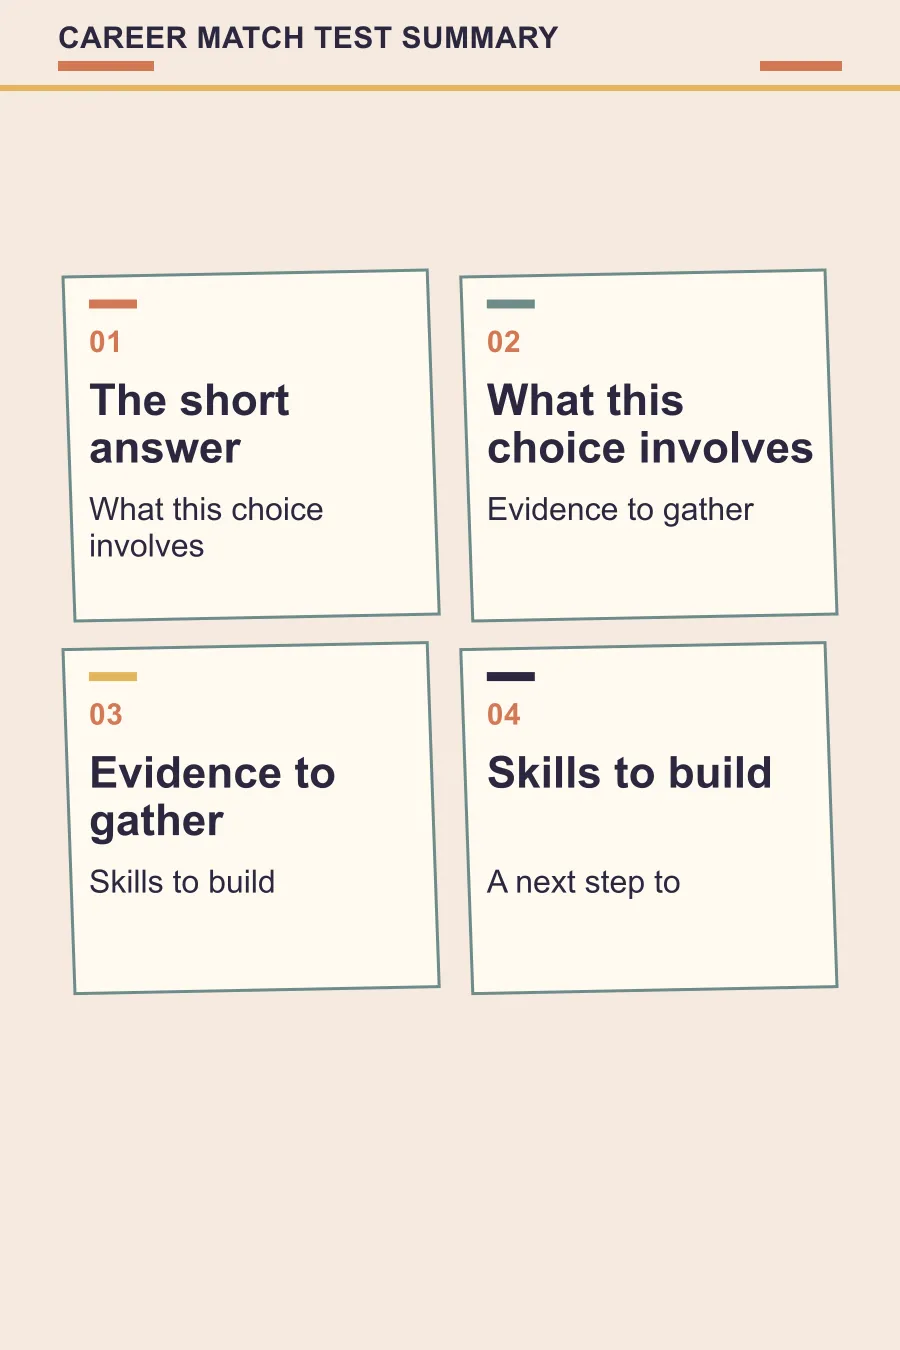 CAREER MATCH TEST SUMMARY
01
The short
answer
What this choice
involves
02
What this
choice involves
Evidence to gather
03
Evidence to
gather
Skills to build
04
Skills to build
A next step to